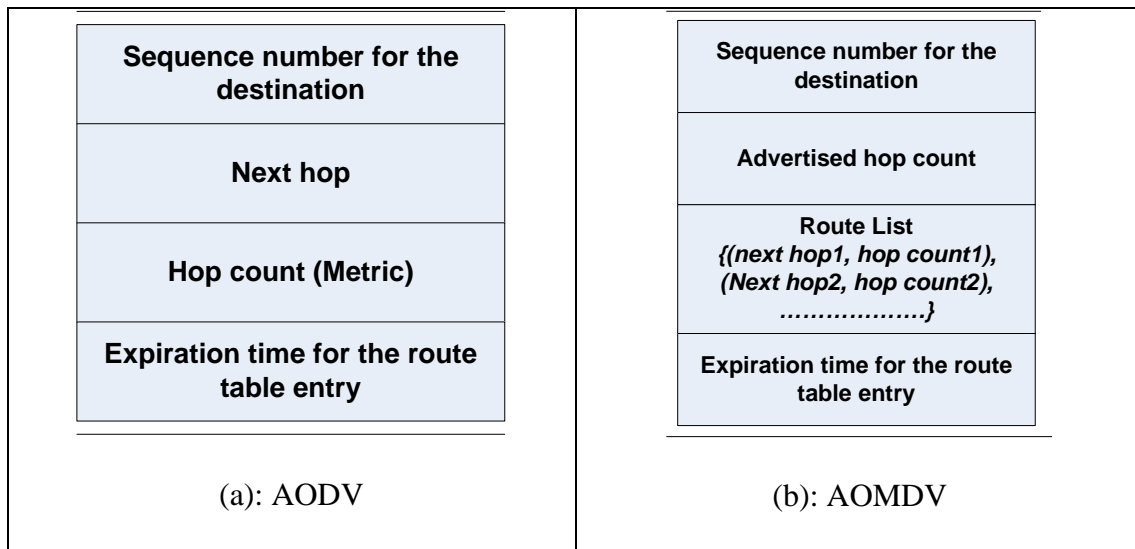 Sequence number for the
destination
Next hop
Hop count (Metric)
Expiration time for the route
table entry
(a): AODV
Sequence number for the
destination
Advertised hop count
Route List
{(next hop1, hop count1),
(Next hop2, hop count2),
………………….}
Expiration time for the route
table entry
(b): AOMDV